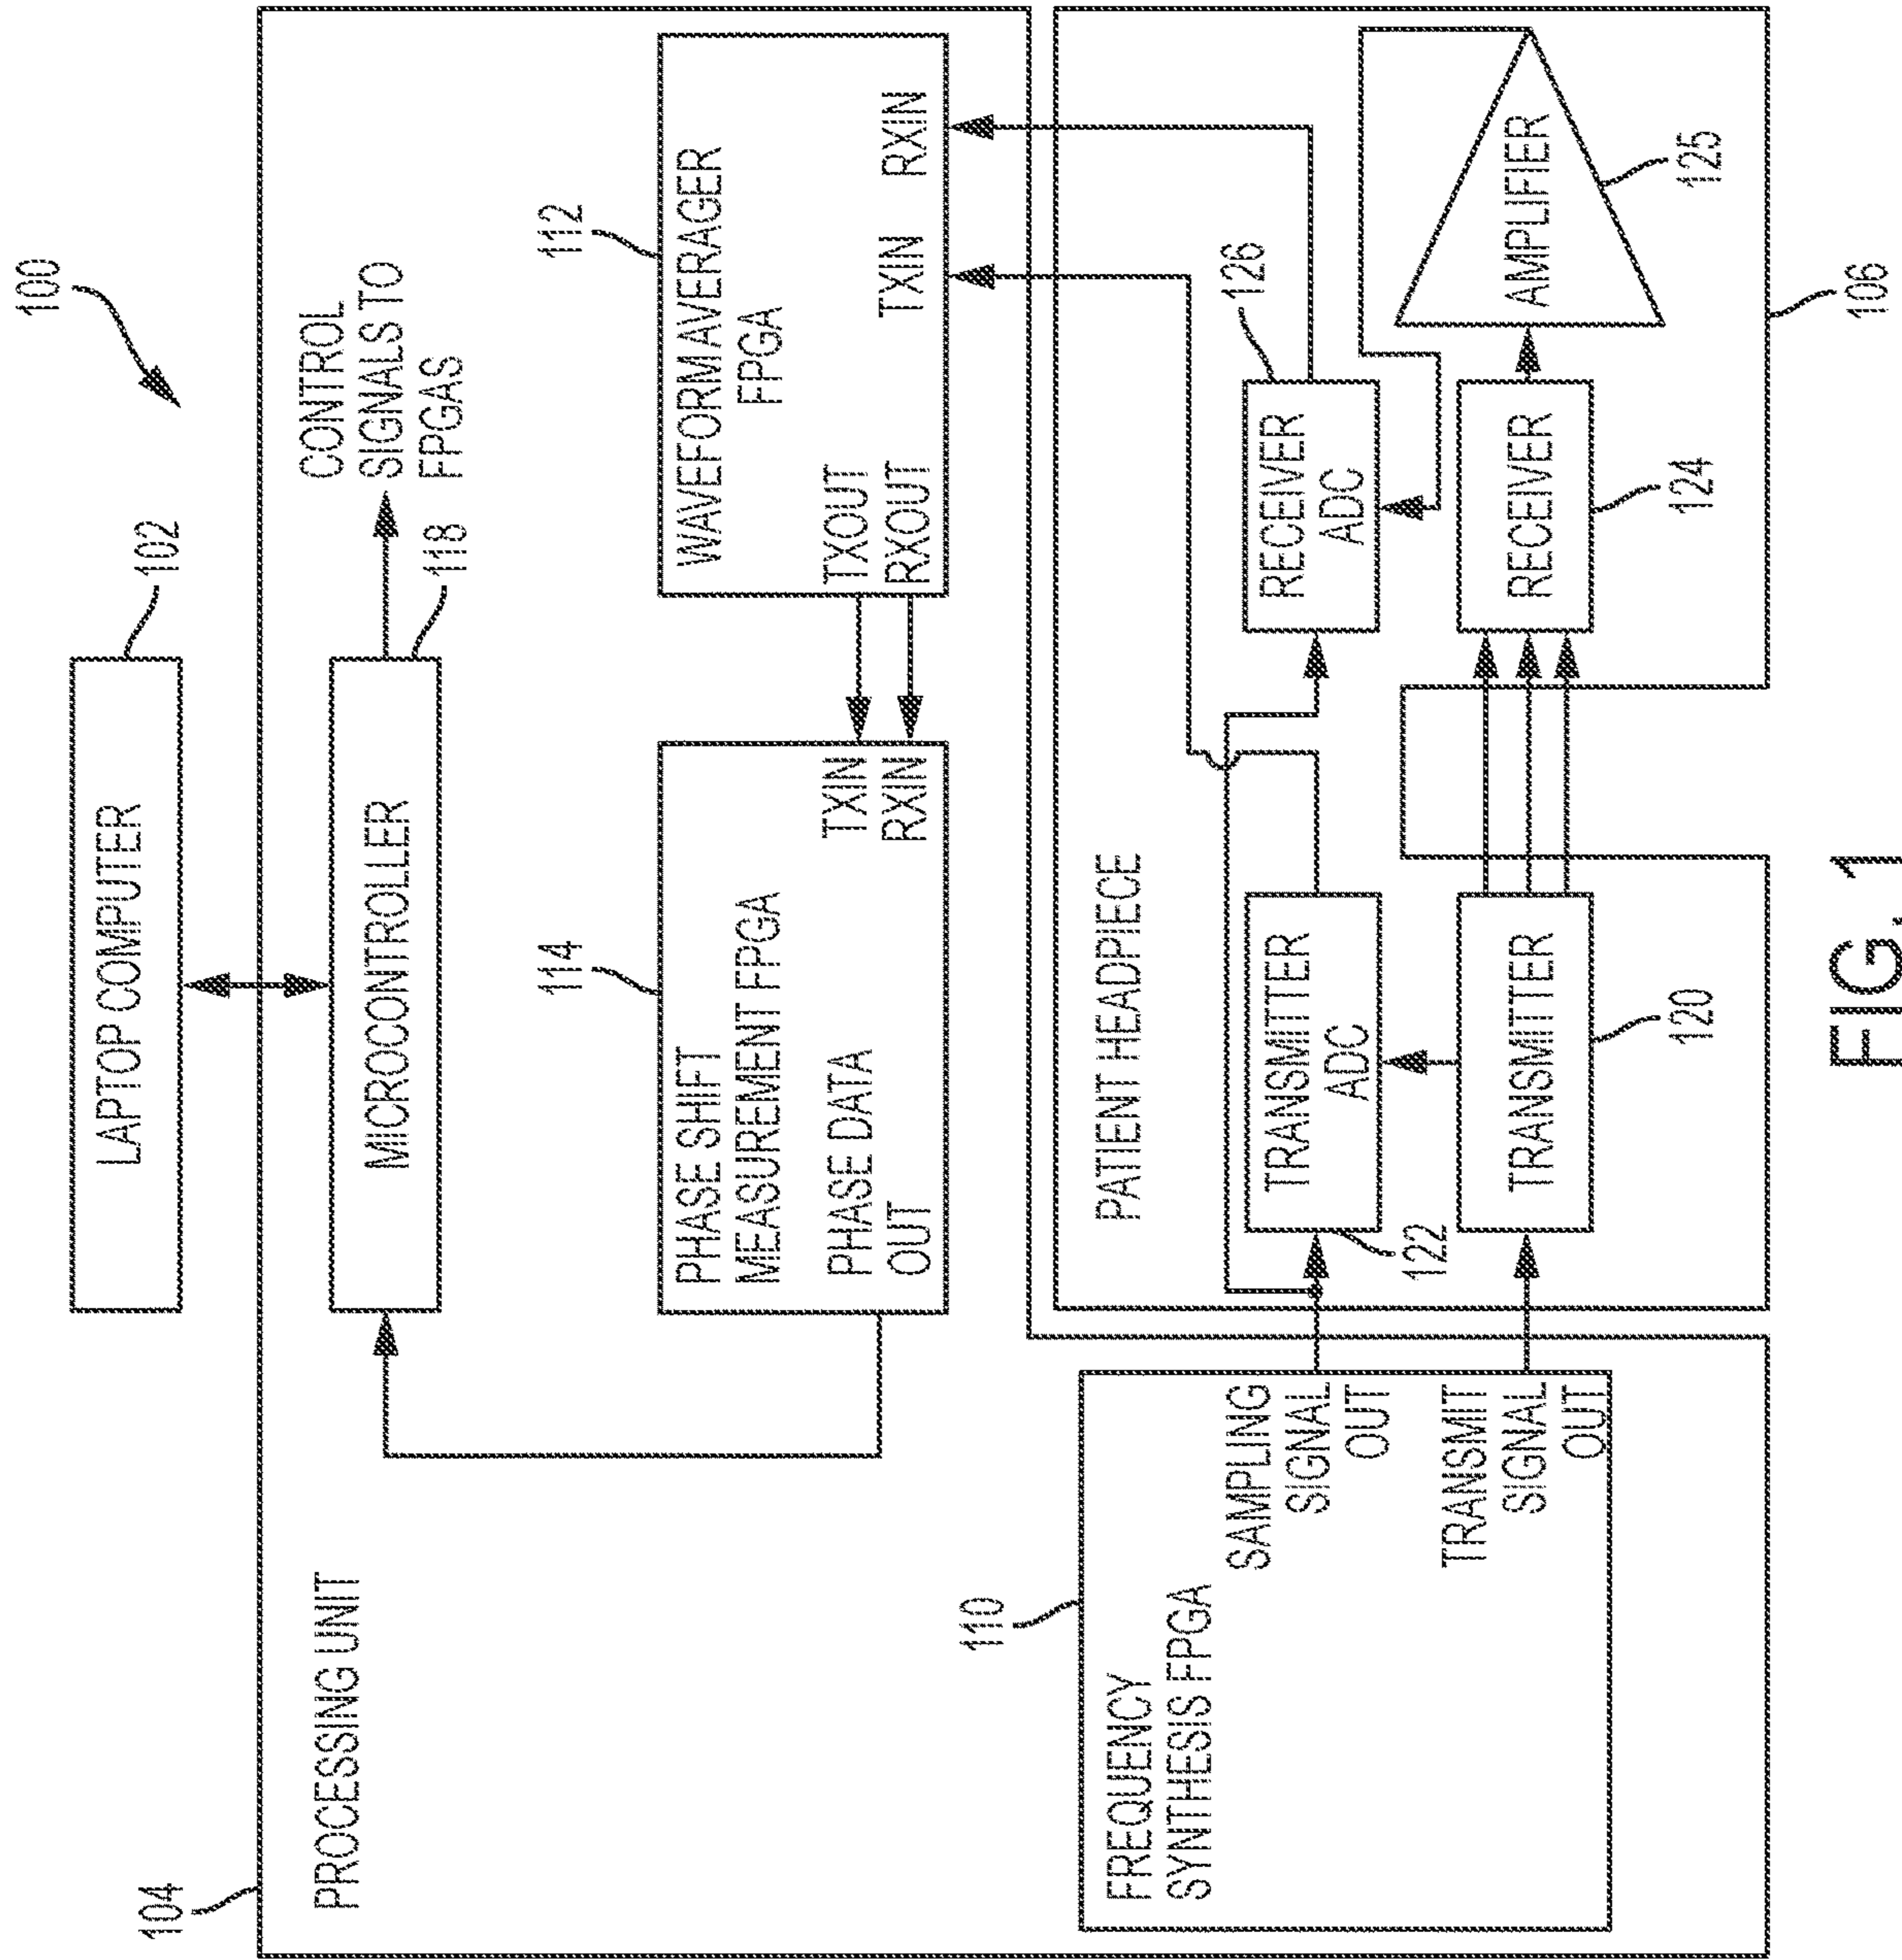 100
LAPTOP COMPUTER
102
104
PROCESSING UNIT
MICROCONTROLLER
118
CONTROL
SIGNALS TO
FPGAS
114
PHASE SHIFT
MEASUREMENT FPGA
PHASE DATA
OUT
TXIN
RXIN
112
WAVEFORM AVERAGER
FPGA
TXOUT
RXOUT
TXIN
RXIN
110
FREQUENCY
SYNTHESIS FPGA
SAMPLING
SIGNAL
OUT
TRANSMIT
SIGNAL
OUT
PATIENT HEADPIECE
TRANSMITTER
ADC
122
TRANSMITTER
120
126
RECEIVER
ADC
RECEIVER
124
AMPLIFIER
125
106
FIG. 1